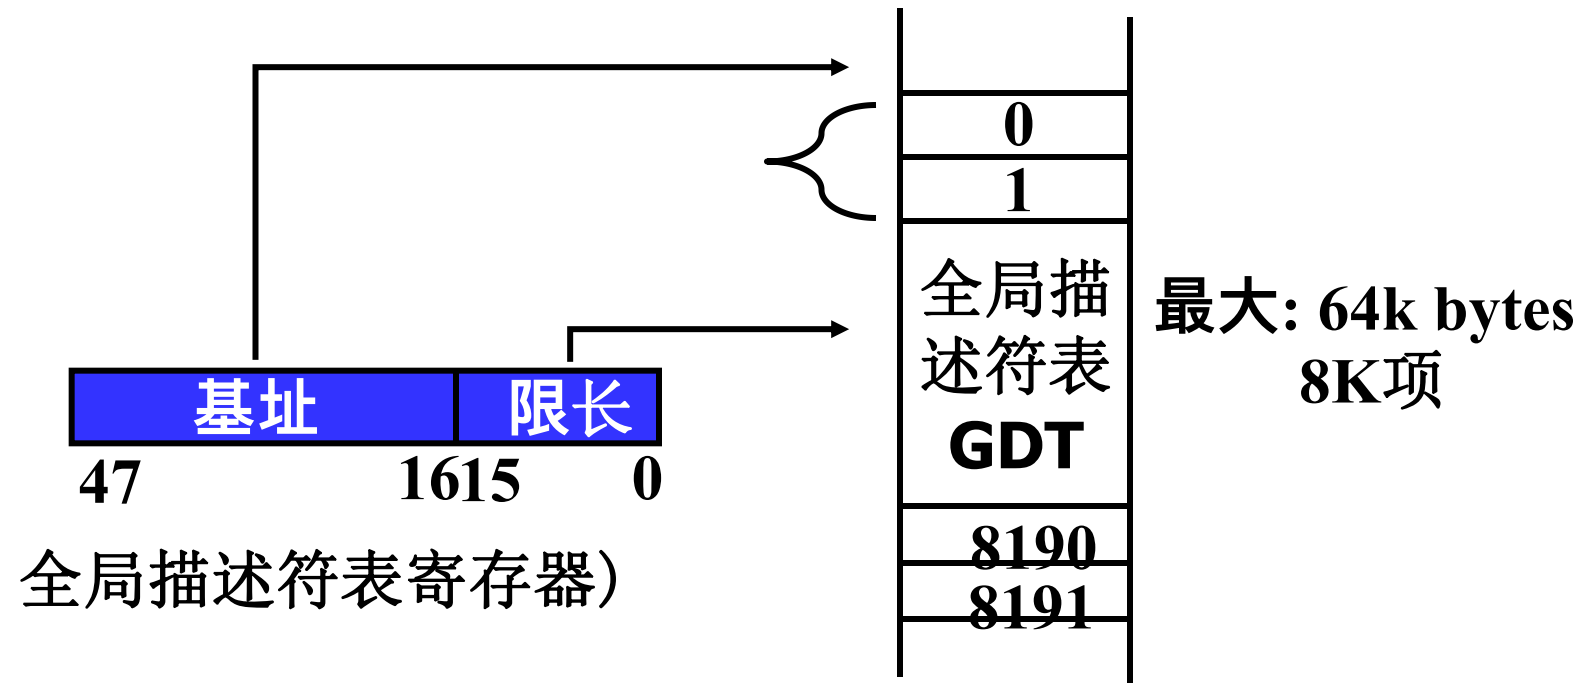 0
1
全局描
述符表
GDT
8190
8191
最大: 64k bytes
8K项
基址 限长
47 1615 0
全局描述符表寄存器)